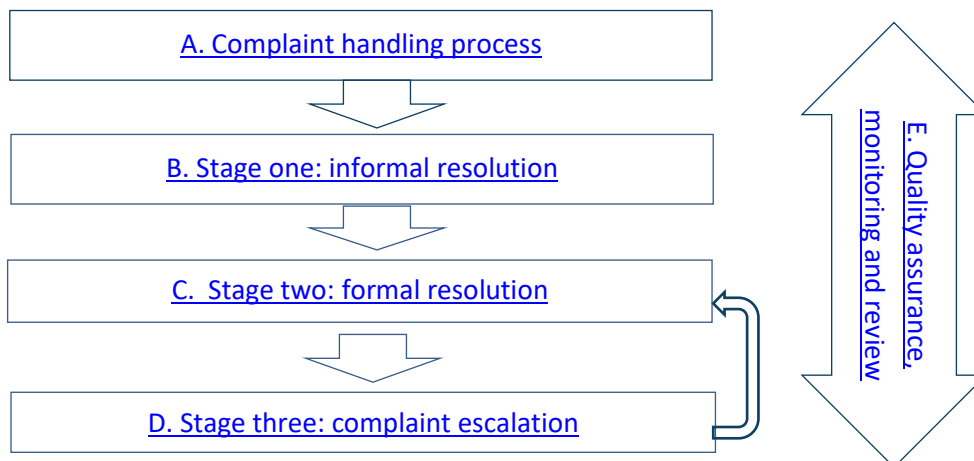 A. Complaint handling process
B. Stage one: informal resolution
C.  Stage two: formal resolution
D. Stage three: complaint escalation
E. Quality assurance,
monitoring and review